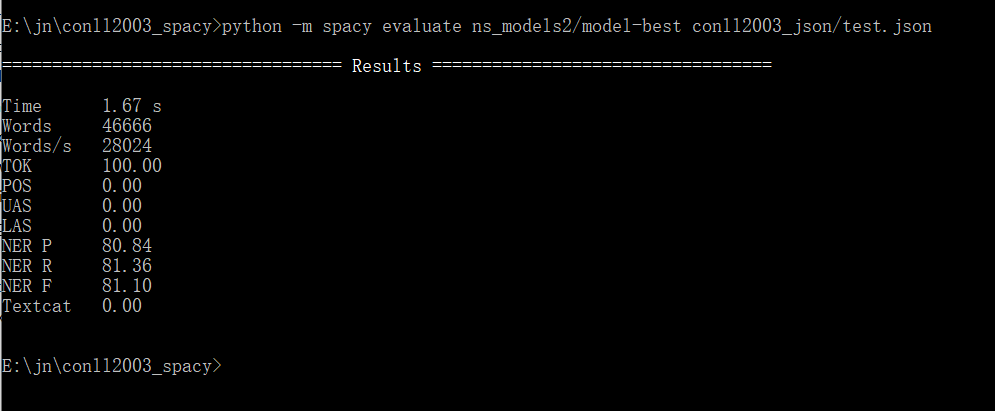 E:\jn\conll2003_spacy>python -m spacy evaluate ns_models2/model-best conll2003_json/test.json
================================== Results ==================================
Time      1.67 s
Words     46666
Words/s   28024
TOK       100.00
POS       0.00
UAS       0.00
LAS       0.00
NER P     80.84
NER R     81.36
NER F     81.10
Textcat   0.00
E:\jn\conll2003_spacy>